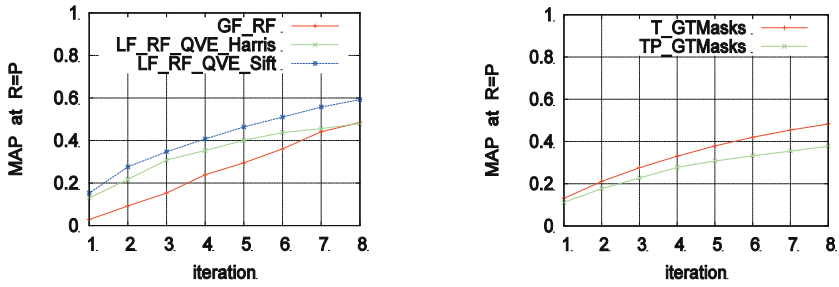 MAP at R=P
1.
0.8
0.6
0.4
0.2
0.
GF_RF
LF_RF_QVE_Harris
LF_RF_QVE_Sift
1. 2. 3. 4. 5. 6. 7. 8.
iteration.
MAP at R=P
1.
0.8
0.6
0.4
0.2
0.
T_GTMasks
TP_GTMasks
1. 2. 3. 4. 5. 6. 7. 8.
iteration.